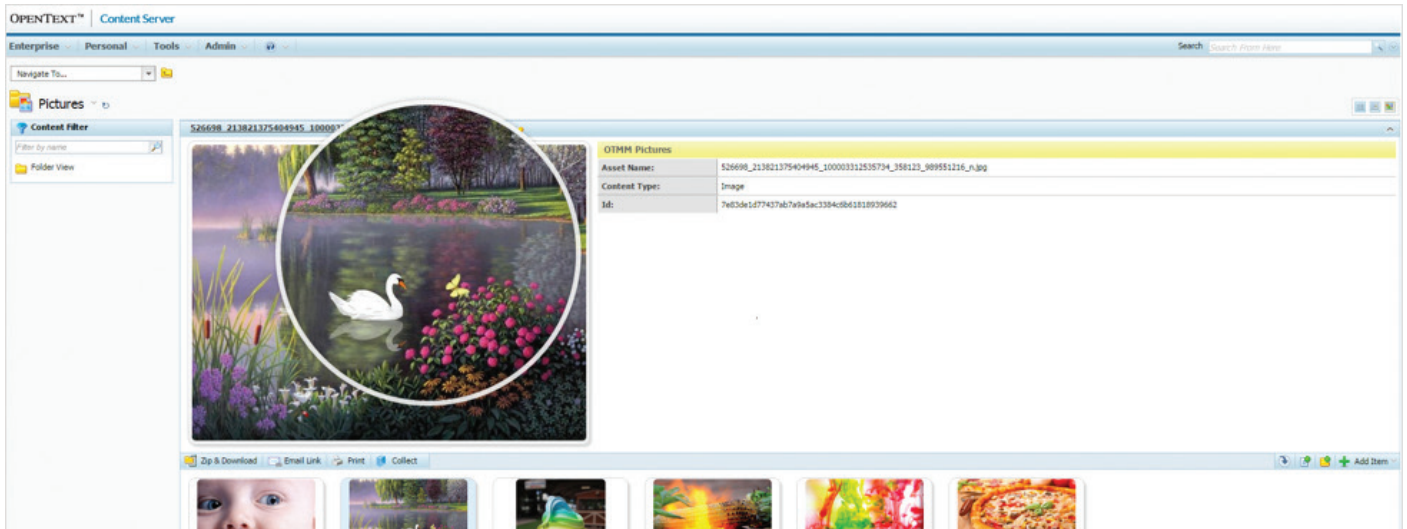 OPENTEXT™ | Content Server
Enterprise Personal Tools Admin
Search Search From Here
Navigate To...
Pictures
Content Filter
Filter by name
Folder View
526698_213821375404945_100003
OTMM Pictures
Asset Name: 526698_213821375404945_100003312535734_358123_989551216_n.jpg
Content Type: Image
Id: 7e83de1d77437ab7a9a5ac3384c6b61818939662
Zip & Download Email Link Print Collect
Add Item